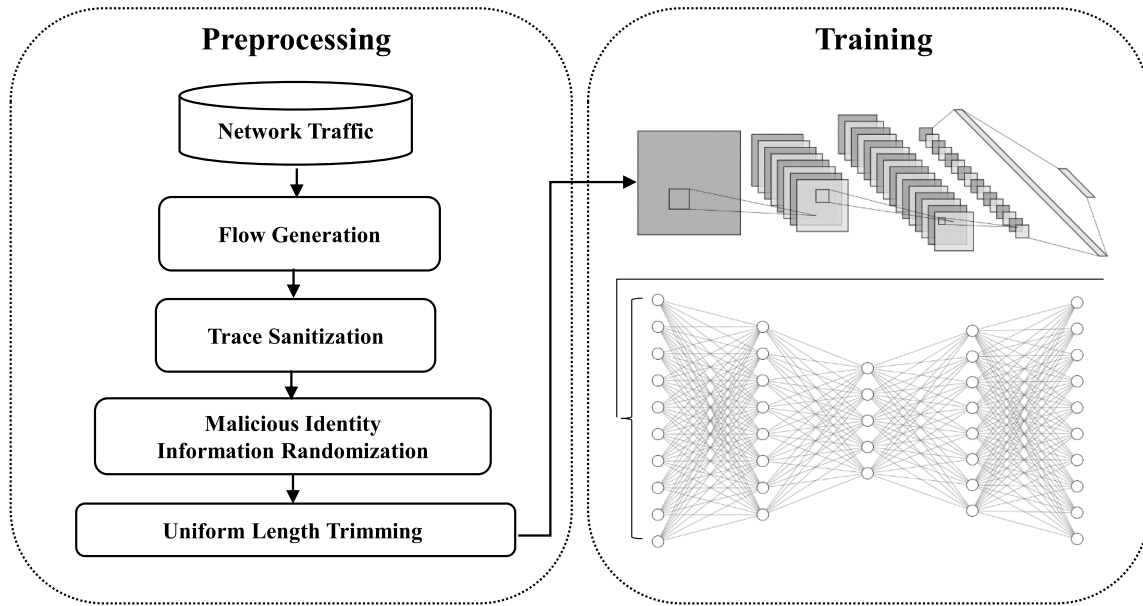 Preprocessing
Network Traffic
Flow Generation
Trace Sanitization
Malicious Identity
Information Randomization
Uniform Length Trimming
Training